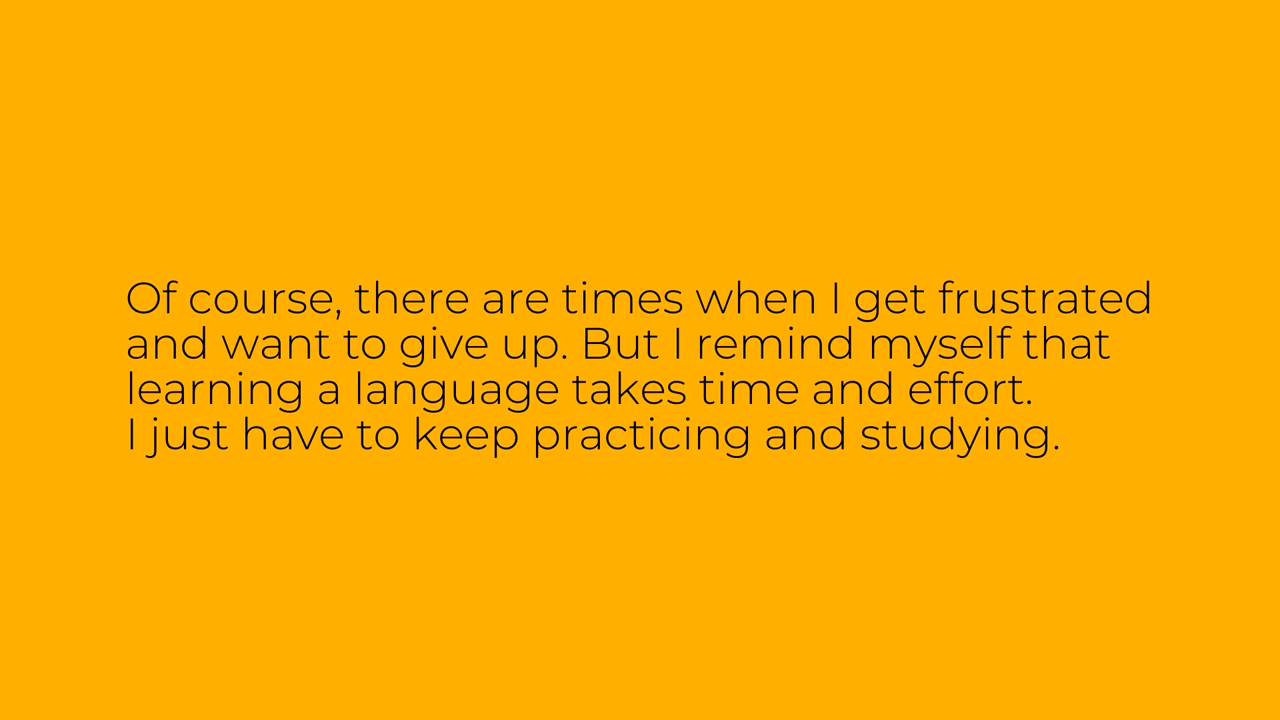 Of course, there are times when I get frustrated
and want to give up. But I remind myself that
learning a language takes time and effort.
I just have to keep practicing and studying.